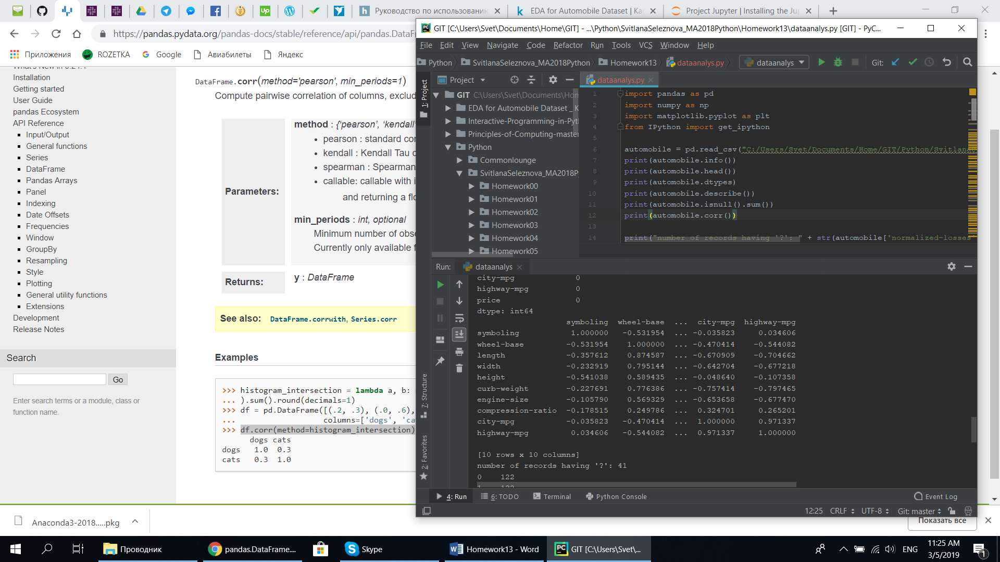 Руководство по использованию
EDA for Automobile Dataset | Ka
Project Jupyter | Installing the Jup
https://pandas.pydata.org/pandas-docs/stable/reference/api/pandas.DataF
Приложения
ROZETKA
Google
Авиабилеты
Яндекс
What's New in 0.24.1
Installation
Getting started
User Guide
pandas Ecosystem
API Reference
Input/Output
General functions
Series
DataFrame
Pandas Arrays
Panel
Indexing
Date Offsets
Frequencies
Window
GroupBy
Resampling
Style
Plotting
General utility functions
Extensions
Development
Release Notes
Search
Go
Enter search terms or a module, class or
function name.
DataFrame.corr(method='pearson', min_periods=1)
Compute pairwise correlation of columns, exclud
Parameters:
method : {'pearson', 'kendall'
pearson : standard cor
kendall : Kendall Tau c
spearman : Spearman
callable: callable with i
and returning a flo
min_periods : int, optional
Minimum number of obse
Currently only available f
Returns:
y : DataFrame
See also: DataFrame.corrwith, Series.corr
Examples
>>> histogram_intersection = lambda a, b:
... ).sum().round(decimals=1)
>>> df = pd.DataFrame([(.2, .3), (.0, .6),
... columns=['dogs', 'ca
>>> df.corr(method=histogram_intersection)
dogs cats
dogs 1.0 0.3
cats 0.3 1.0
GIT [C:\Users\Svet\Documents\Home\GIT] - ...\Python\SvitlanaSeleznova_MA2018Python\Homework13\dataanalys.py [GIT] - PyC...
File Edit View Navigate Code Refactor Run Tools VCS Window Help
Python SvitlanaSeleznova_MA2018Python Homework13 dataanalys.py dataanalys Git:
1: Project
Project
GIT C:\Users\Svet\Documents\Hom
EDA for Automobile Dataset _ K
Interactive-Programming-in-Pyt
Principles-of-Computing-master
Python
Commonlounge
SvitlanaSeleznova_MA2018P
Homework00
Homework01
Homework02
Homework03
Homework04
Homework05
dataanalys.py
1 import pandas as pd
2 import numpy as np
3 import matplotlib.pyplot as plt
4 from IPython import get_ipython
5
6 automobile = pd.read_csv("C:/Users/Svet/Documents/Home/GIT/Python/Svitlana
7 print(automobile.info())
8 print(automobile.head())
9 print(automobile.dtypes)
10 print(automobile.describe())
11 print(automobile.isnull().sum())
12 print(automobile.corr())
13
14 print("number of records having '?': " + str(automobile['normalized-losses'
Run: dataanalys
7: Structure
2: Favorites
city-mpg 0
highway-mpg 0
price 0
dtype: int64
symboling wheel-base ... city-mpg highway-mpg
symboling 1.000000 -0.531954 ... -0.035823 0.034606
wheel-base -0.531954 1.000000 ... -0.470414 -0.544082
length -0.357612 0.874587 ... -0.670909 -0.704662
width -0.232919 0.795144 ... -0.642704 -0.677218
height -0.541038 0.589435 ... -0.048640 -0.107358
curb-weight -0.227691 0.776386 ... -0.757414 -0.797465
engine-size -0.105790 0.569329 ... -0.653658 -0.677470
compression-ratio -0.178515 0.249786 ... 0.324701 0.265201
city-mpg -0.035823 -0.470414 ... 1.000000 0.971337
highway-mpg 0.034606 -0.544082 ... 0.971337 1.000000
[10 rows x 10 columns]
number of records having '?': 41
0 122
1 122
4: Run 6: TODO Terminal Python Console Event Log
12:25 CRLF UTF-8 Git: master
Anaconda3-2018.....pkg
Показать все
Проводник
pandas.DataFrame....
Skype
Homework13 - Word
GIT [C:\Users\Svet\...
ENG
11:25 AM
3/5/2019
1